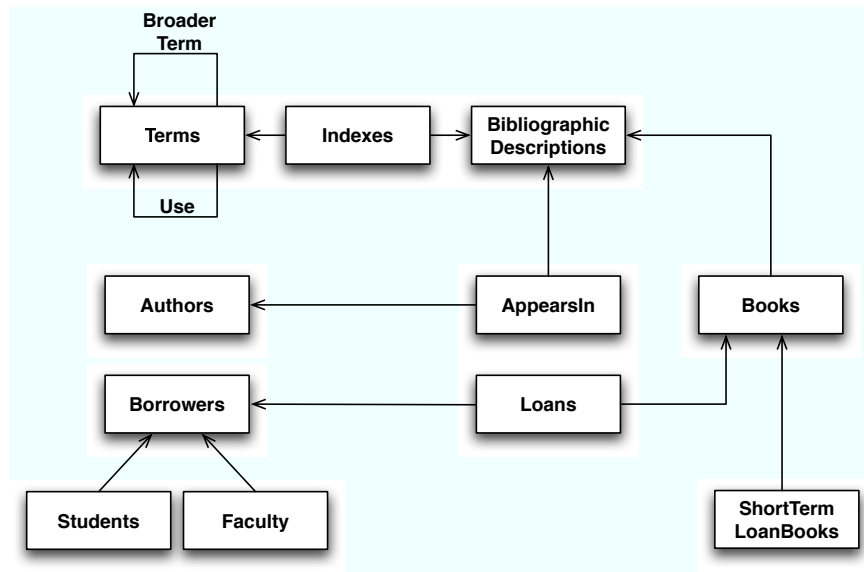 Broader
Term
Terms
Indexes
Bibliographic
Descriptions
Use
Authors
AppearsIn
Books
Borrowers
Loans
Students
Faculty
ShortTerm
LoanBooks